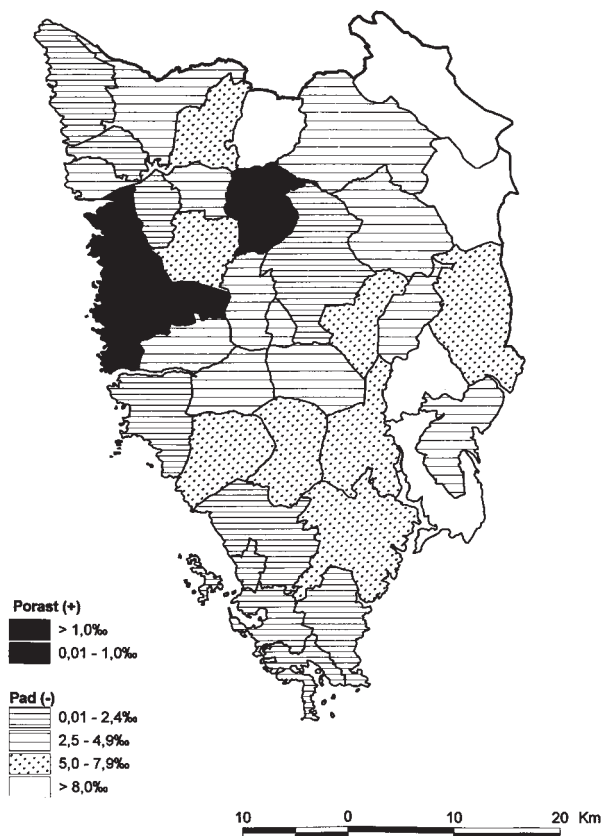 Porast (+)
> 1,0‰
0,01 - 1,0‰
Pad (-)
0,01 - 2,4‰
2,5 - 4,9‰
5,0 - 7,9‰
> 8,0‰
10 0 10 20 Km